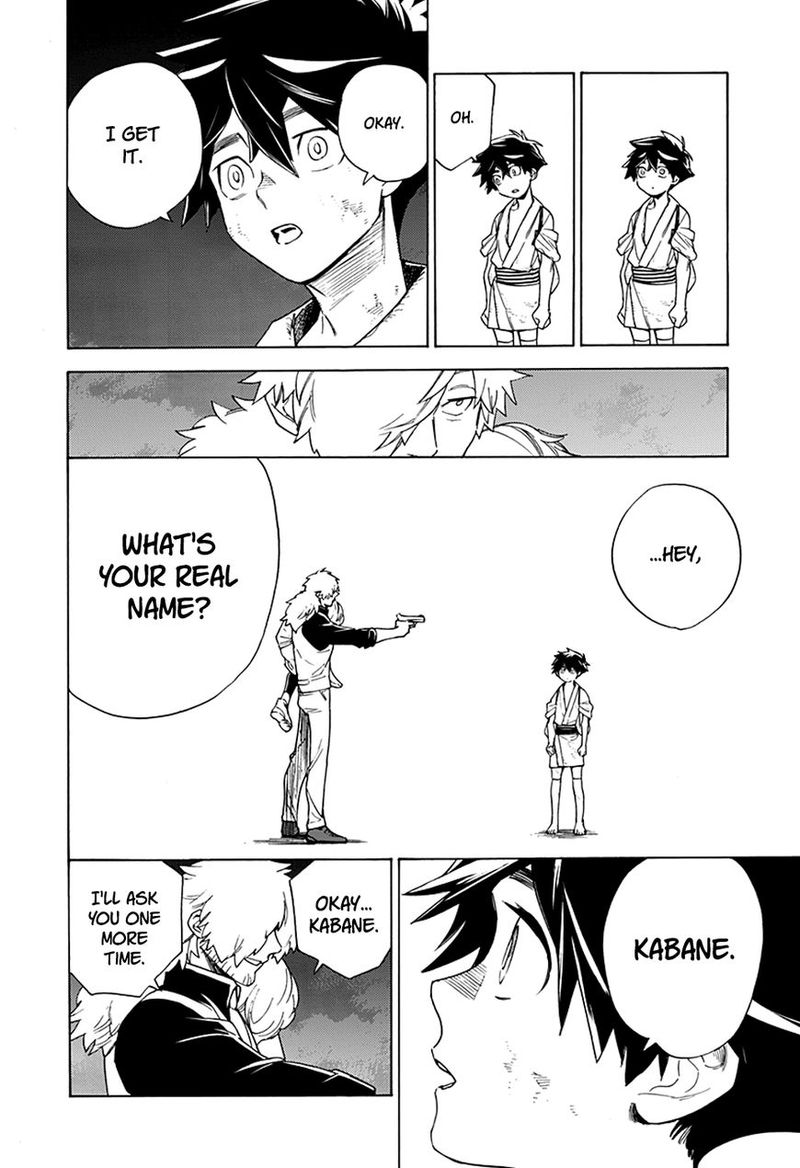 OH.
OKAY.
I GET
IT.
...HEY,
WHAT'S
YOUR REAL
NAME?
KABANE.
OKAY...
KABANE.
I'LL ASK
YOU ONE
MORE
TIME.